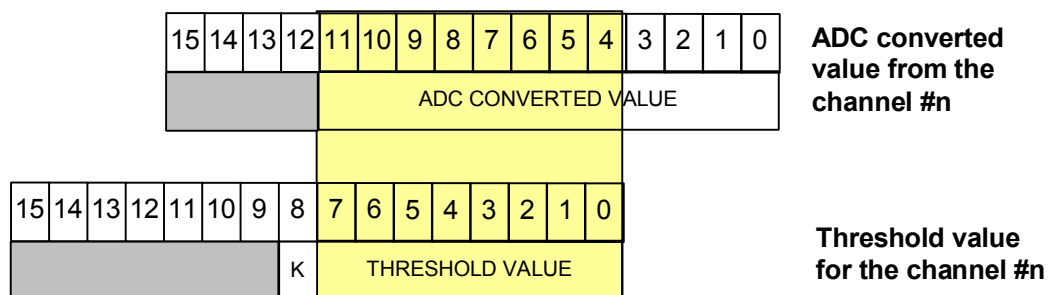 15 14 13 12 11 10 9 8 7 6 5 4 3 2 1 0
ADC CONVERTED VALUE
ADC converted
value from the
channel #n
15 14 13 12 11 10 9 8 7 6 5 4 3 2 1 0
K THRESHOLD VALUE
Threshold value
for the channel #n